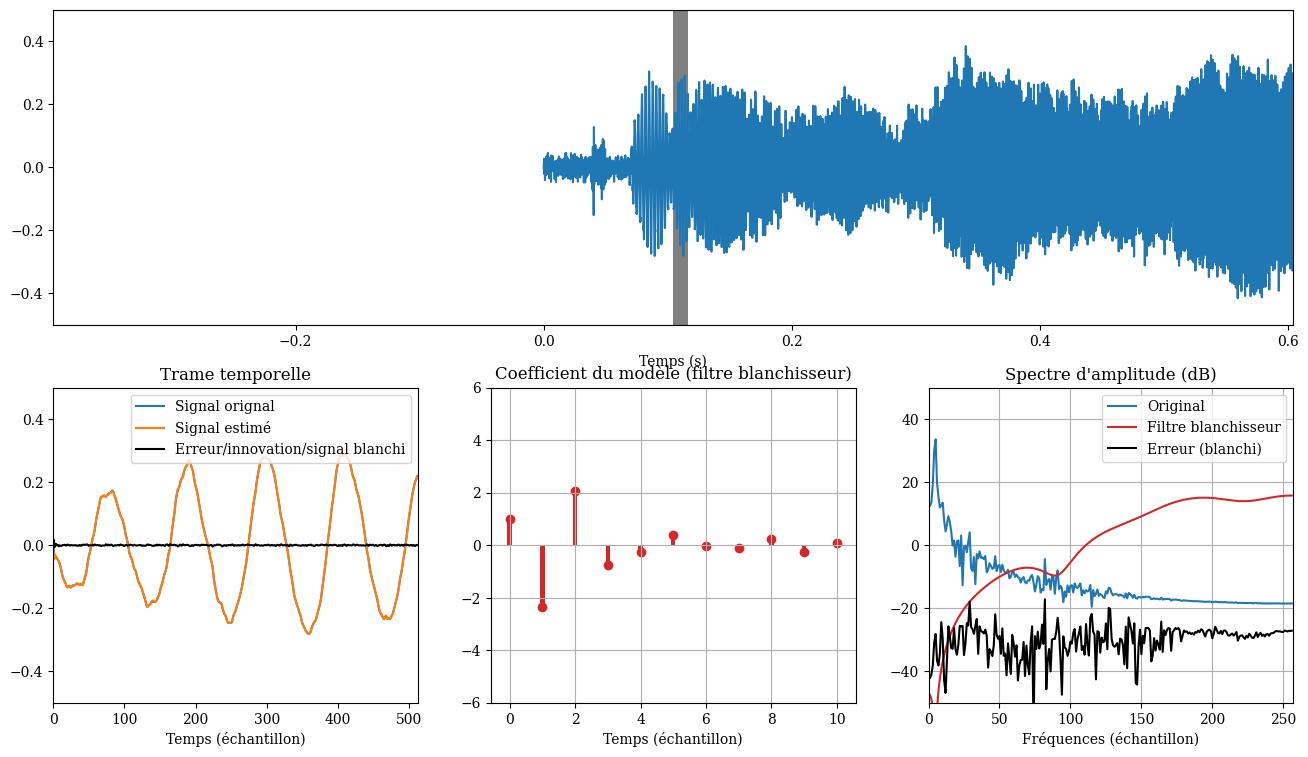 0.4
0.2
0.0
−0.2
−0.4
−0.2 0.0 0.2 0.4 0.6
Temps (s)
Trame temporelle
Signal orignal
Signal estimé
Erreur/innovation/signal blanchi
0.4
0.2
0.0
−0.2
−0.4
0 100 200 300 400 500
Temps (échantillon)
Coefficient du modèle (filtre blanchisseur)
6
4
2
0
−2
−4
−6
0 2 4 6 8 10
Temps (échantillon)
Spectre d'amplitude (dB)
Original
Filtre blanchisseur
Erreur (blanchi)
40
20
0
−20
−40
0 50 100 150 200 250
Fréquences (échantillon)